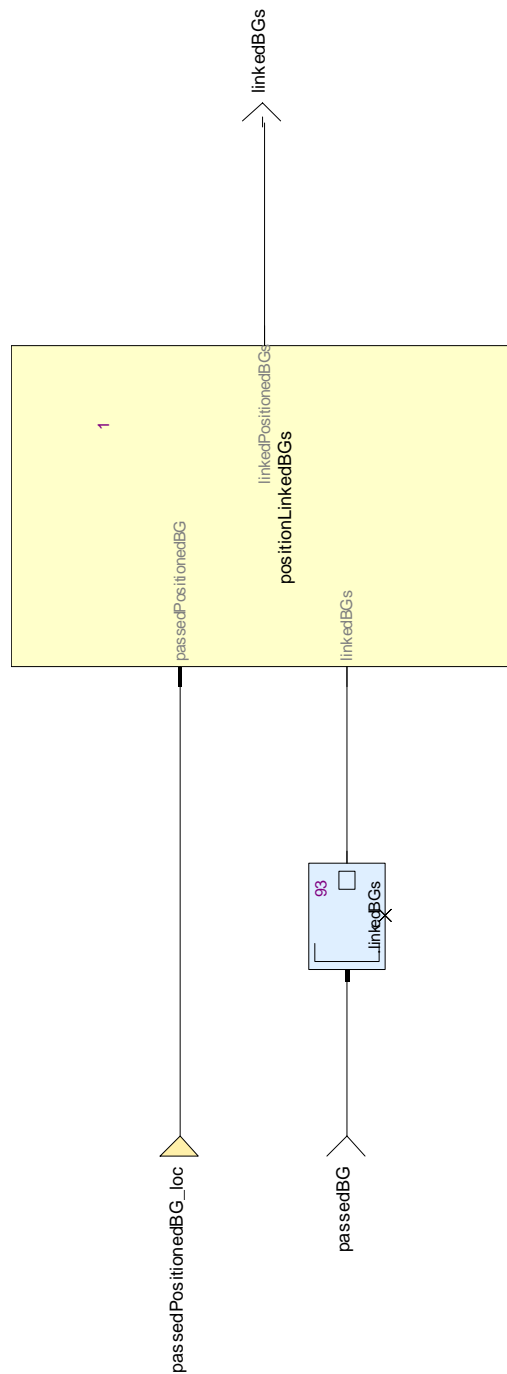 passedPositionedBG_loc
passedPositionedBG
1
linkedPositionedBGs
linkedBGs
positionLinkedBGs
passedBG
93
.linkedBGs
linkedBGs